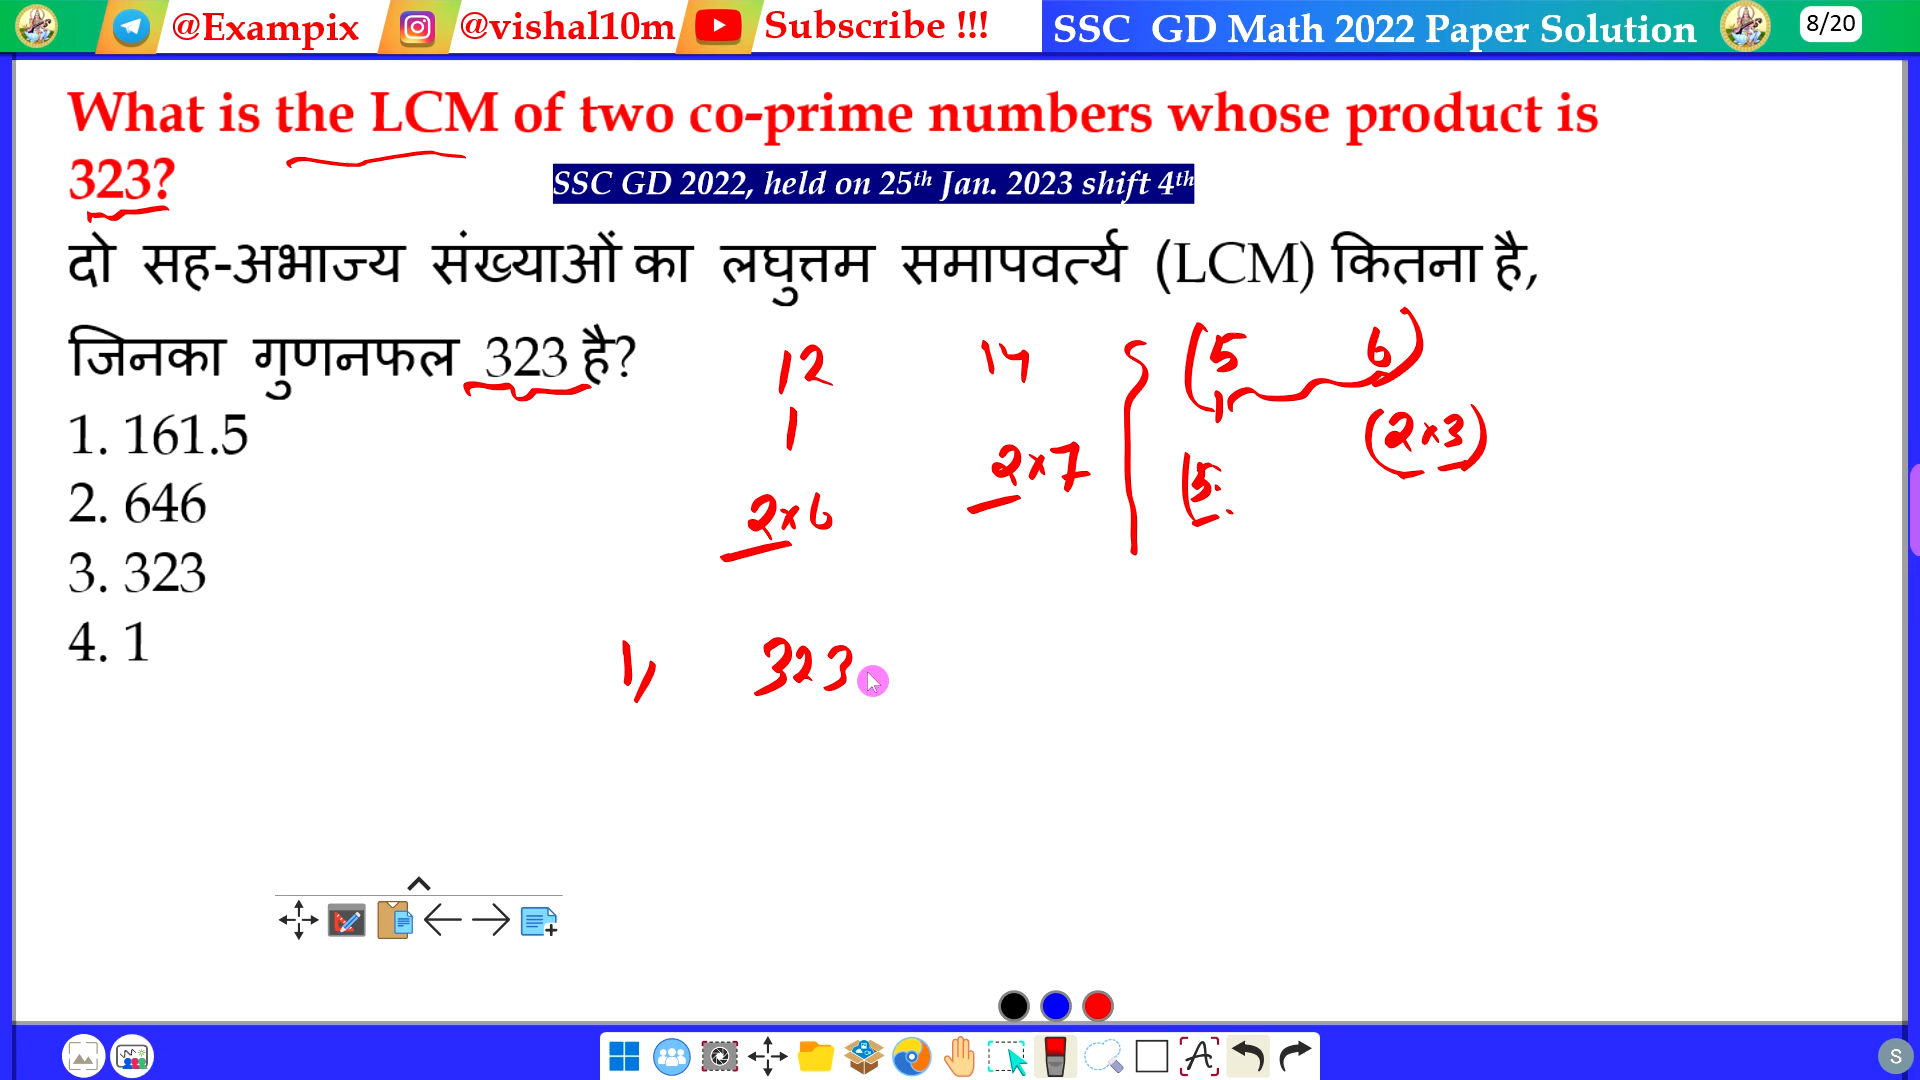 @Exampix @vishal10m Subscribe !!! SSC GD Math 2022 Paper Solution 8/20
What is the LCM of two co-prime numbers whose product is
323?
SSC GD 2022, held on 25th Jan. 2023 shift 4th
दो सह-अभाज्य संख्याओं का लघुत्तम समापवर्त्य (LCM) कितना है,
जिनका गुणनफल 323 है?
1. 161.5
2. 646
3. 323
4. 1
12 14 (5 6)
1 1 (2×3)
2×6 2×7 (5
1, 323
S